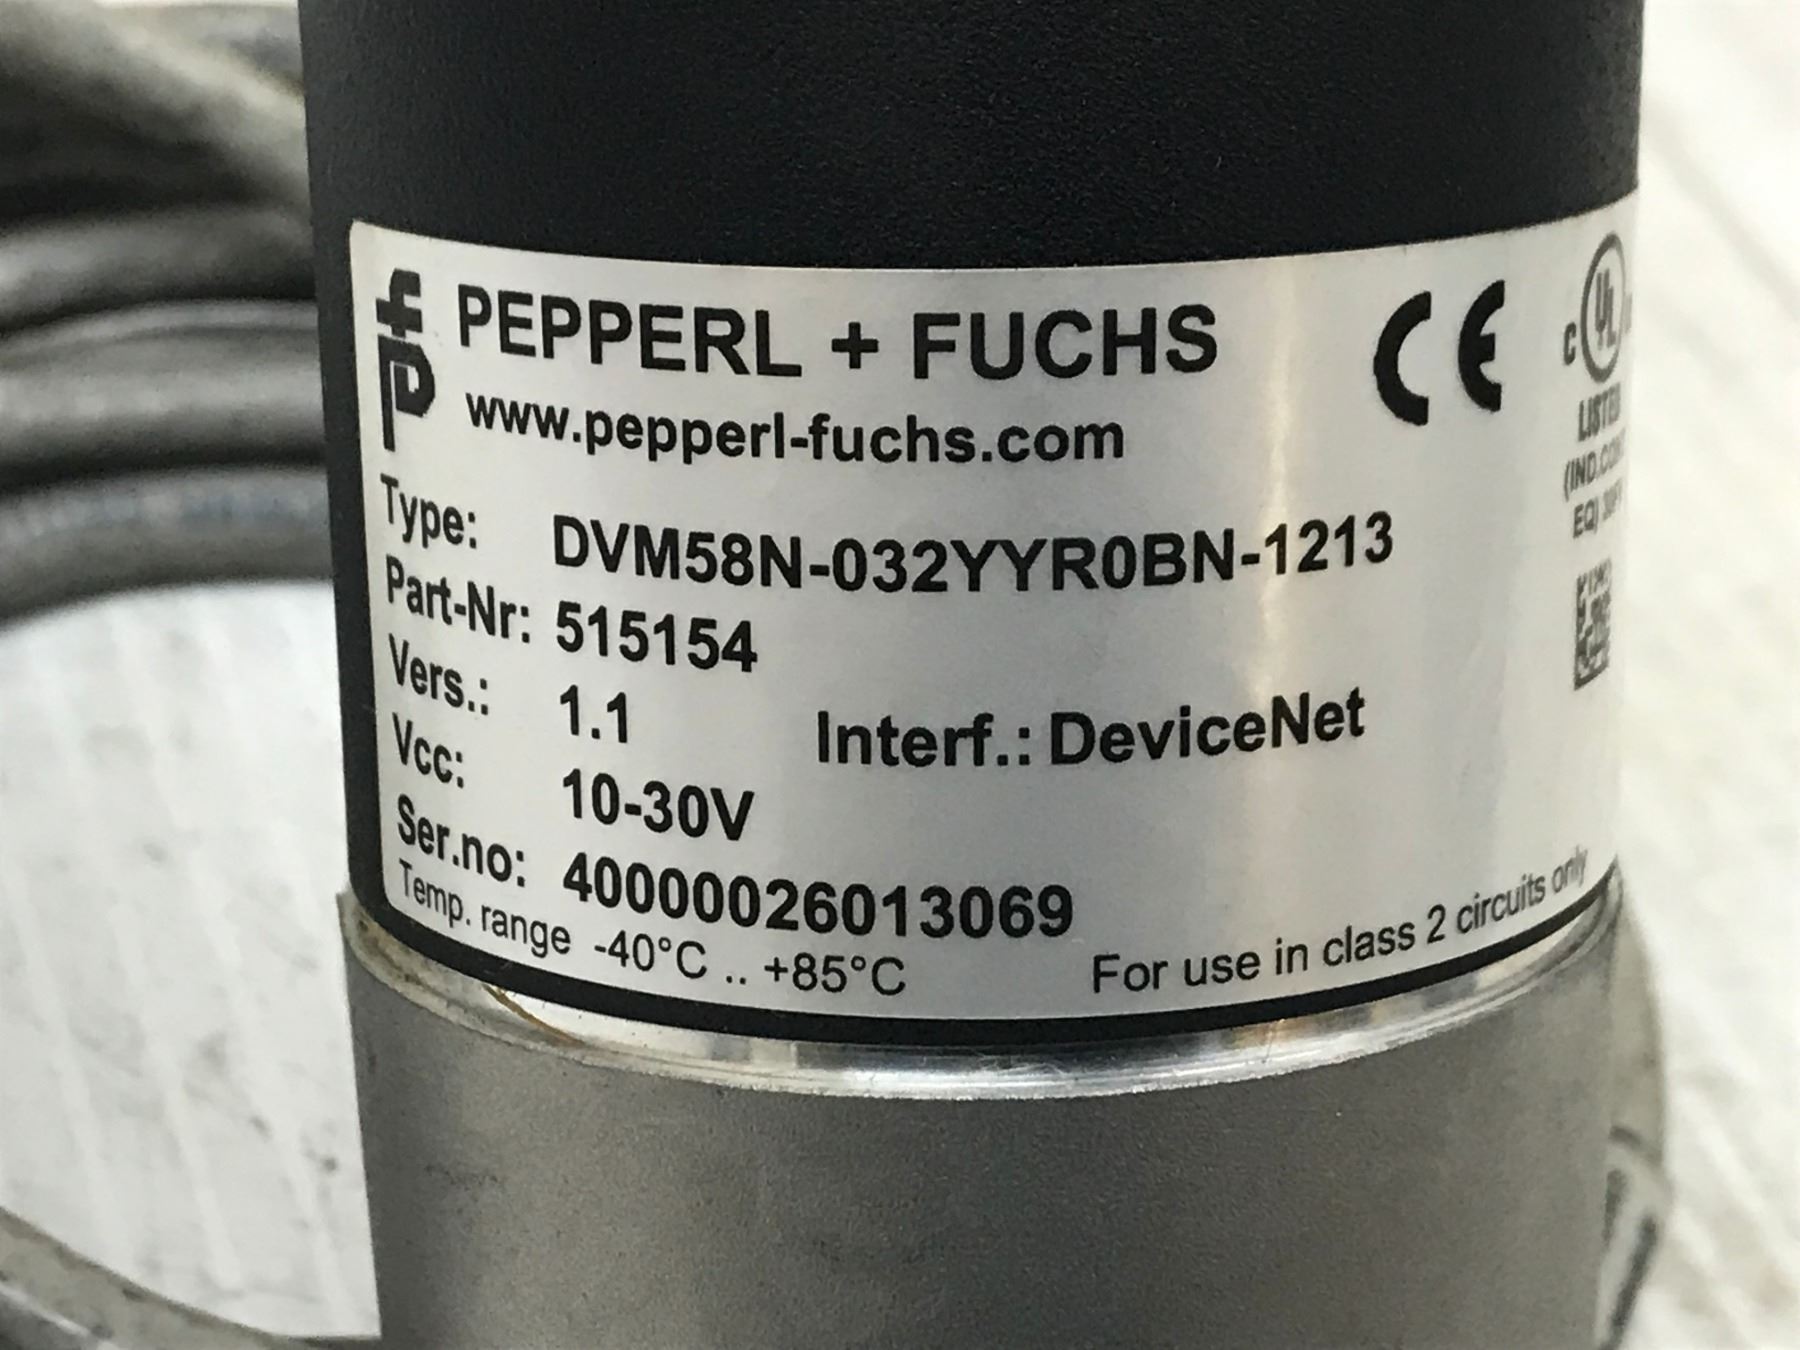 PEPPERL + FUCHS
www.pepperl-fuchs.com
CE
C UL
LISTED
Type: DVM58N-032YYR0BN-1213
Part-Nr: 515154
Vers.: 1.1 Interf.: DeviceNet
Vcc: 10-30V
Ser.no: 40000026013069
Temp. range -40°C .. +85°C For use in class 2 circuits only